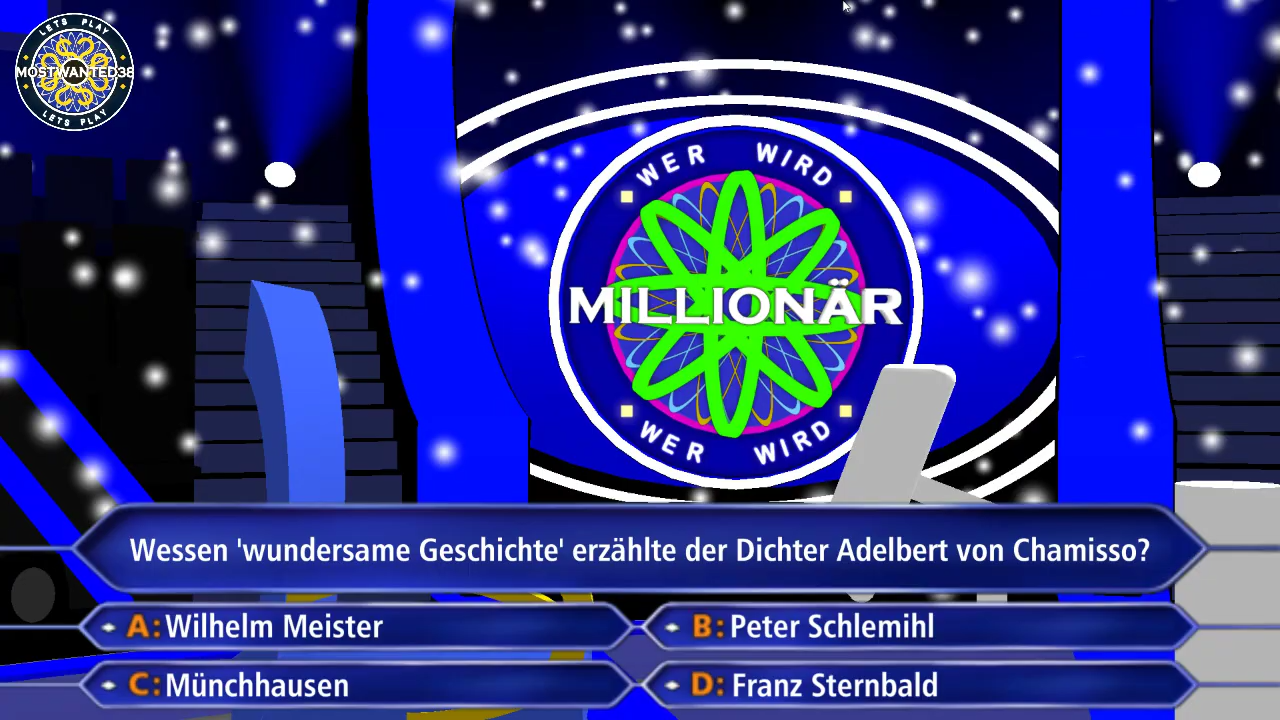 LETS PLAY
MOSTWANTED38
LETS PLAY
WER WIRD
MILLIONÄR
WER WIRD
Wessen 'wundersame Geschichte' erzählte der Dichter Adelbert von Chamisso?
A: Wilhelm Meister
B: Peter Schlemihl
C: Münchhausen
D: Franz Sternbald